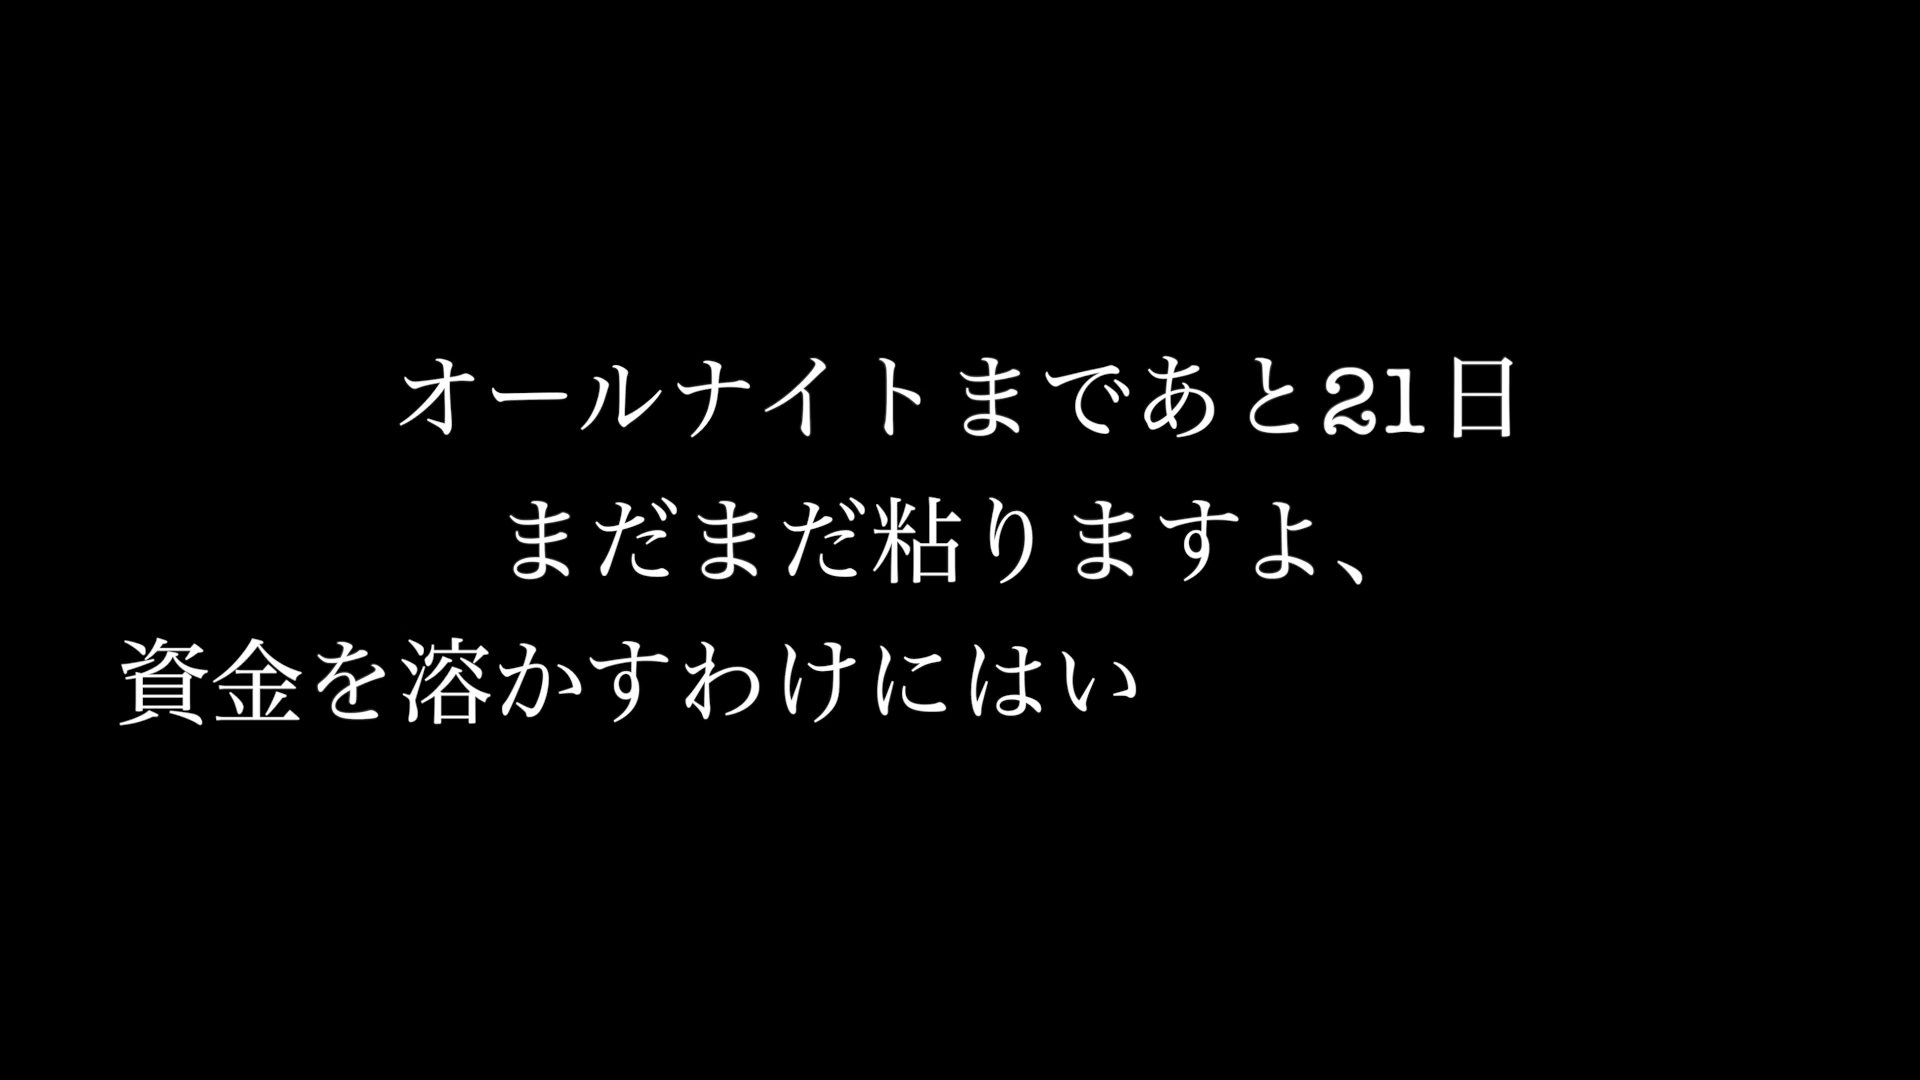 オールナイトまであと21日
まだまだ粘りますよ、
資金を溶かすわけにはい